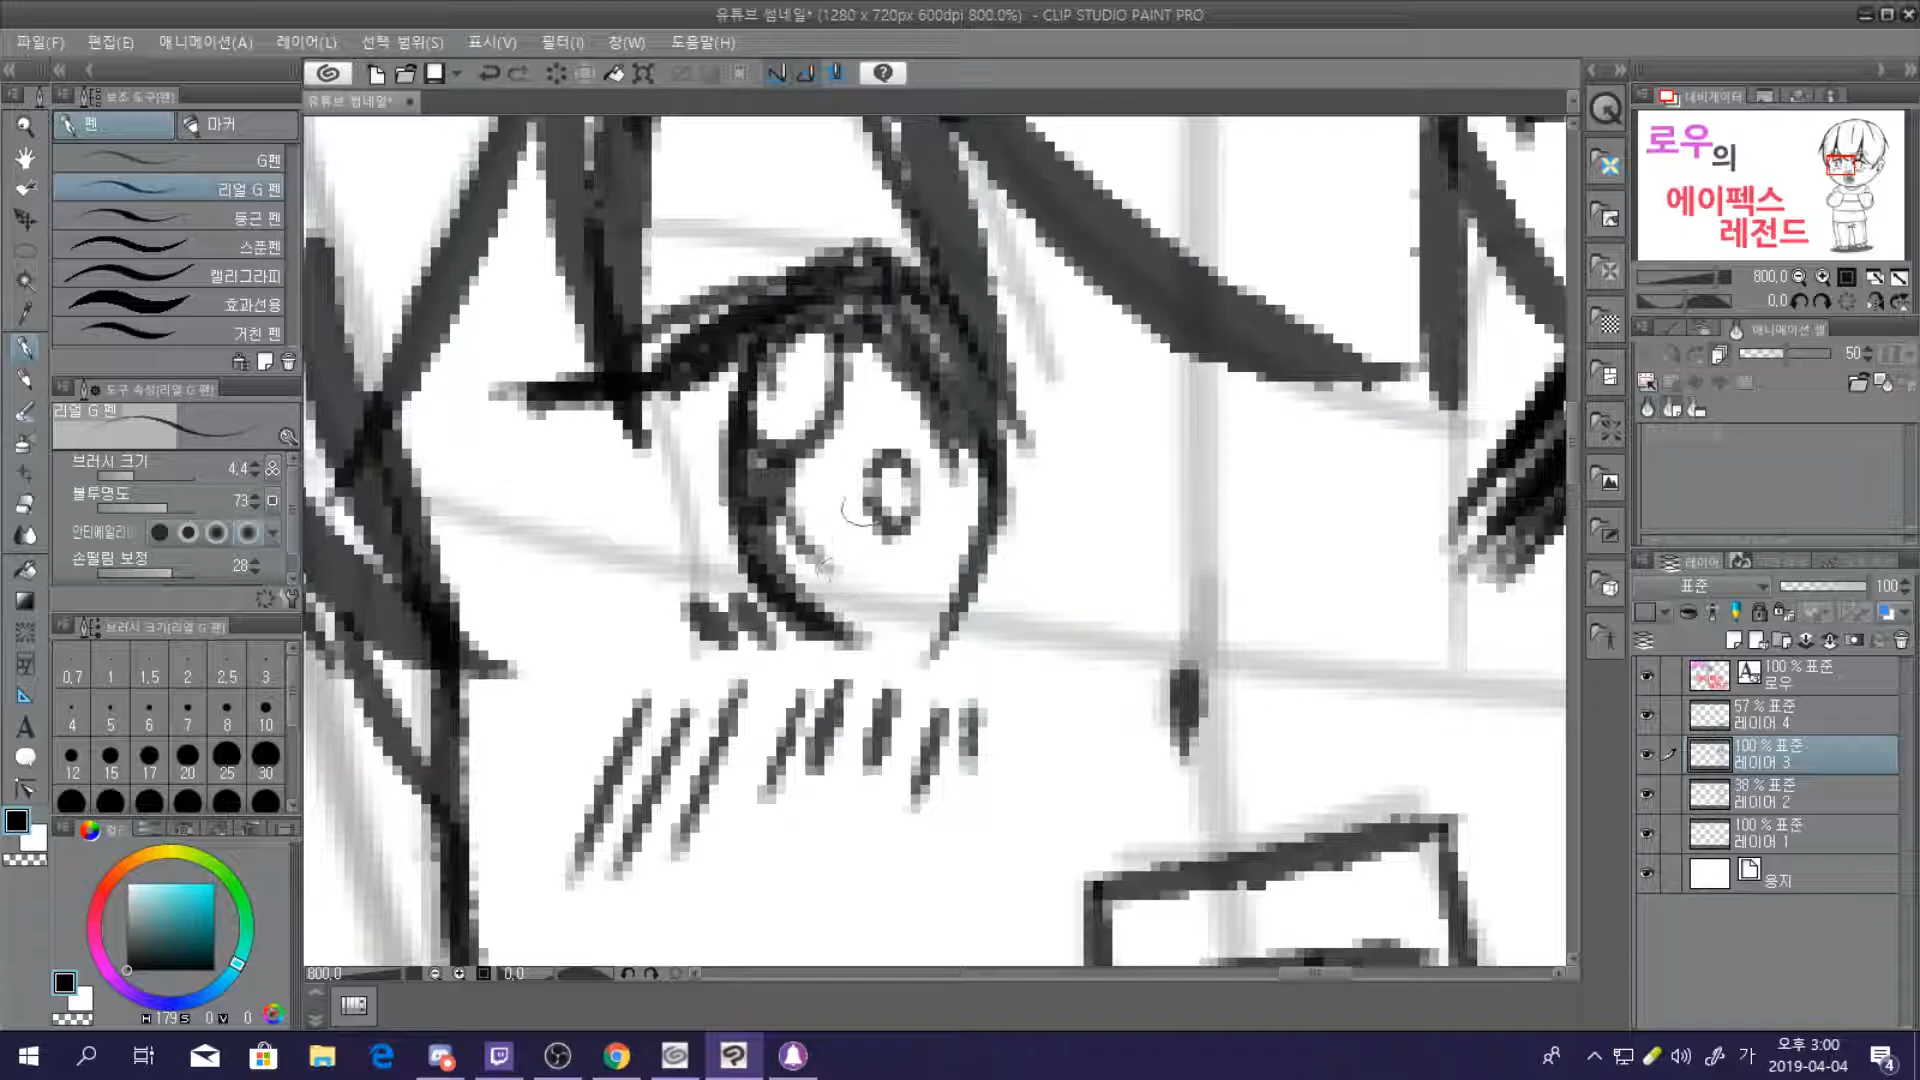 유튜브 썸네일* (1280 x 720px 600dpi 800.0%) - CLIP STUDIO PAINT PRO
파일(F) 편집(E) 애니메이션(A) 레이어(L) 선택 범위(S) 표시(V) 필터(I) 창(W) 도움말(H)
유튜브 썸네일*
보조 도구[펜]
펜 마커
G펜
리얼 G 펜
둥근 펜
스푼펜
캘리그라피
효과선용
거친 펜
도구 속성[리얼 G 펜]
리얼 G 펜
브러시 크기 4.4
불투명도 73
손떨림 보정 28
브러시 크기[리얼 G 펜]
0.7 1 1.5 2 2.5 3
4 5 6 7 8 10
12 15 17 20 25 30
H 179 S 0 V 0
800.0 0.0
내비게이터
로우의
에이펙스
레전드
800.0
0.0
애니메이션 셀
50
레이어
표준 100
100 % 표준
로우
57 % 표준
레이어 4
100 % 표준
레이어 3
38 % 표준
레이어 2
100 % 표준
레이어 1
용지
가
오후 3:00
2019-04-04
4